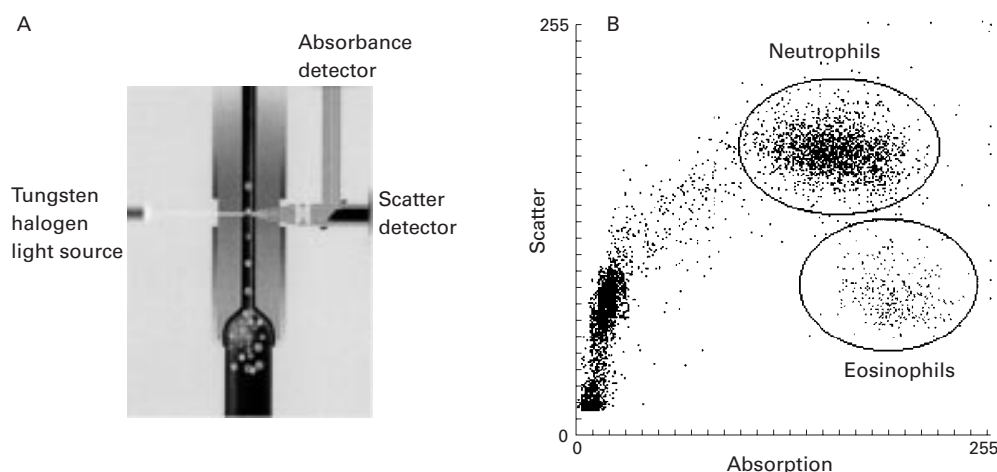 A
Absorbance
detector
Tungsten
halogen
light source
Scatter
detector
B
255
Neutrophils
Scatter
Eosinophils
0
0
255
Absorption